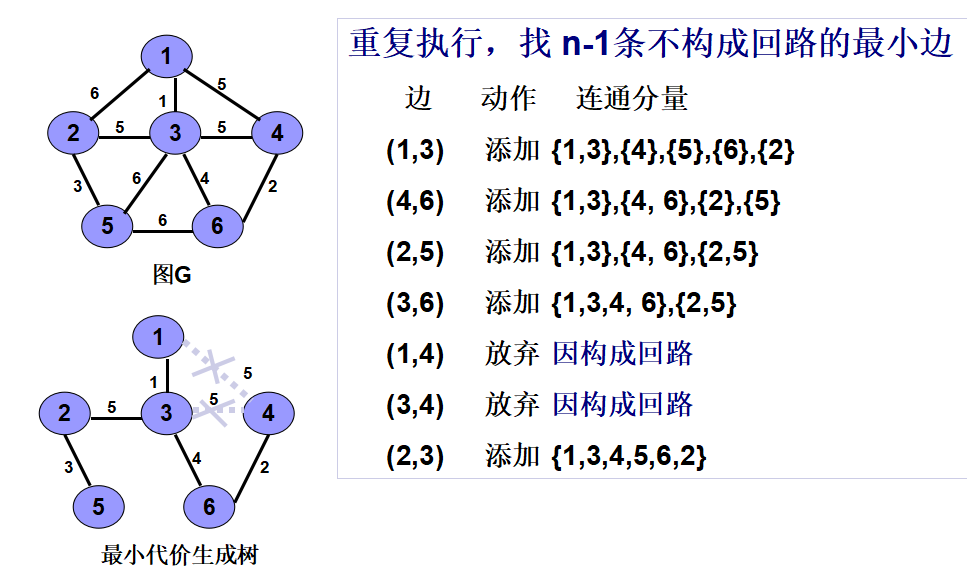 重复执行，找 n-1条不构成回路的最小边
边 动作 连通分量
(1,3) 添加 {1,3},{4},{5},{6},{2}
(4,6) 添加 {1,3},{4, 6},{2},{5}
(2,5) 添加 {1,3},{4, 6},{2,5}
(3,6) 添加 {1,3,4, 6},{2,5}
(1,4) 放弃 因构成回路
(3,4) 放弃 因构成回路
(2,3) 添加 {1,3,4,5,6,2}
1
6 1 5
2 5 3 5 4
3 6 4 2
5 6 6
图G
1
1 5
2 5 3 5 4
3 4 2
5 6
最小代价生成树